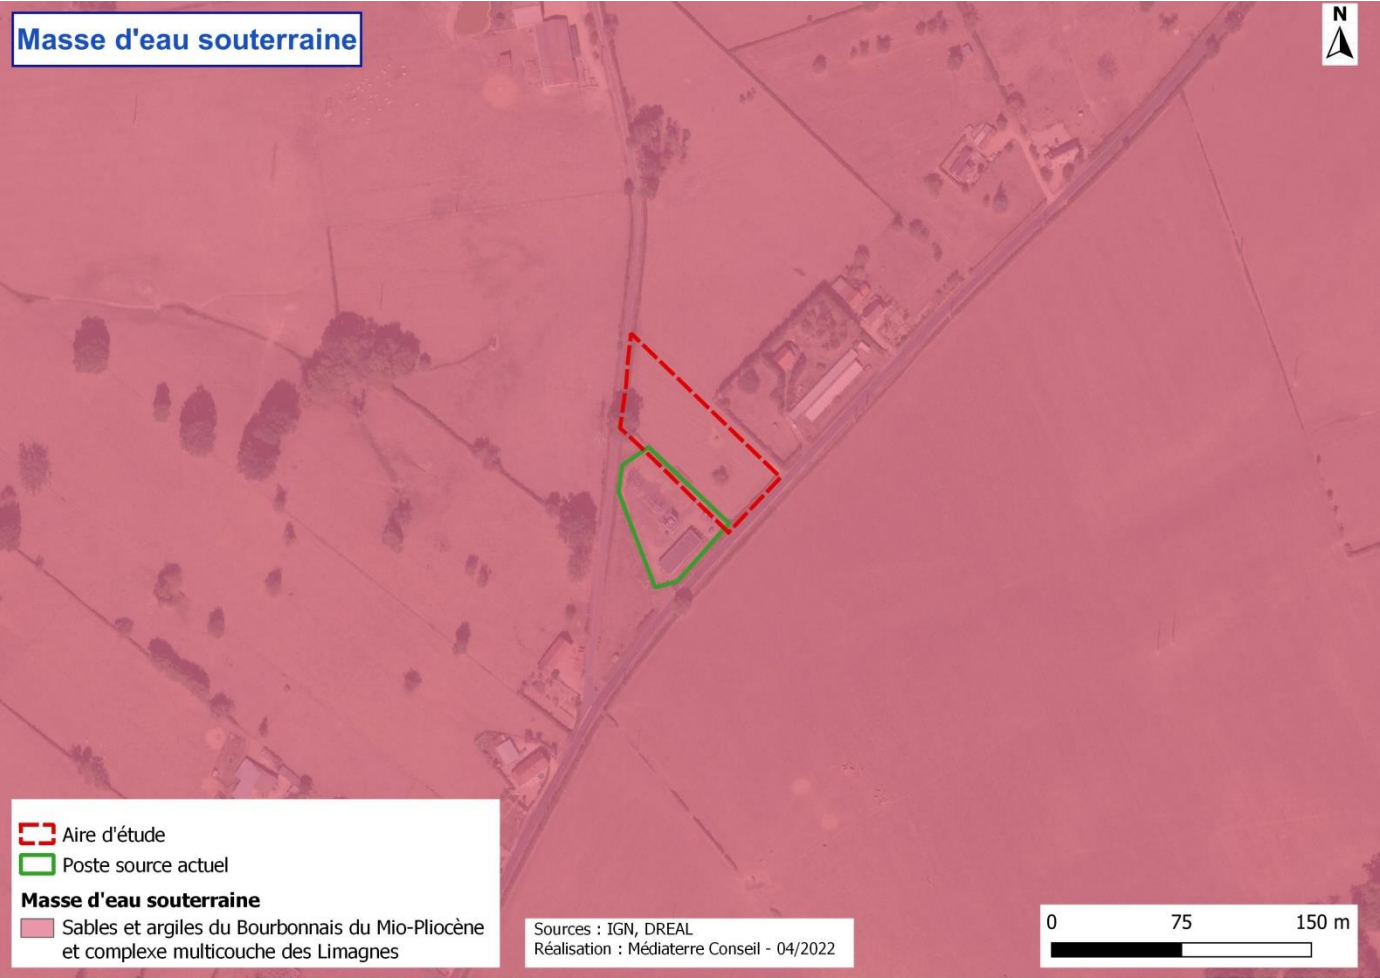 Masse d'eau souterraine
N
Aire d'étude
Poste source actuel
Masse d'eau souterraine
Sables et argiles du Bourbonnais du Mio-Pliocène
et complexe multicouche des Limagnes
Sources : IGN, DREAL
Réalisation : Médiaterre Conseil - 04/2022
0 75 150 m